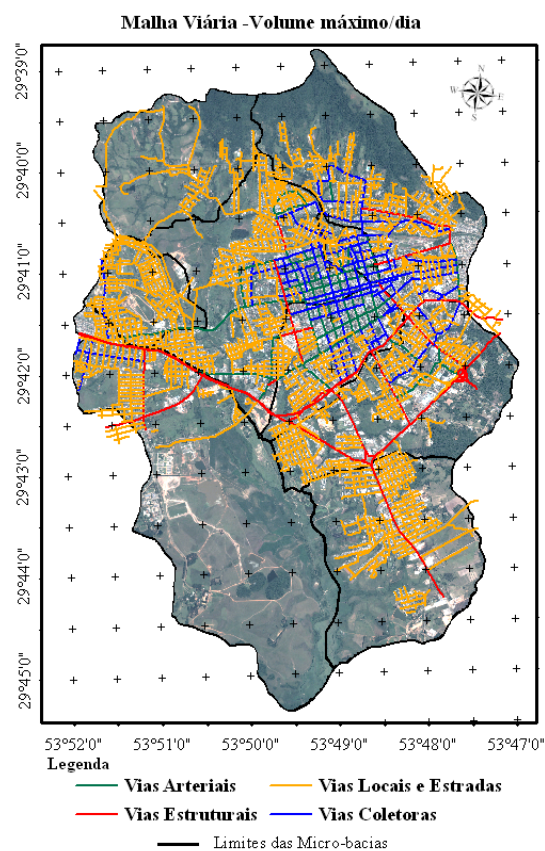 Malha Viária -Volume máximo/dia
29°39'0"
N
W E
S
29°40'0"
29°41'0"
29°42'0"
29°43'0"
29°44'0"
29°45'0"
53°52'0" 53°51'0" 53°50'0" 53°49'0" 53°48'0" 53°47'0"
Legenda
Vias Arteriais Vias Locais e Estradas
Vias Estruturais Vias Coletoras
Limites das Micro-bacias